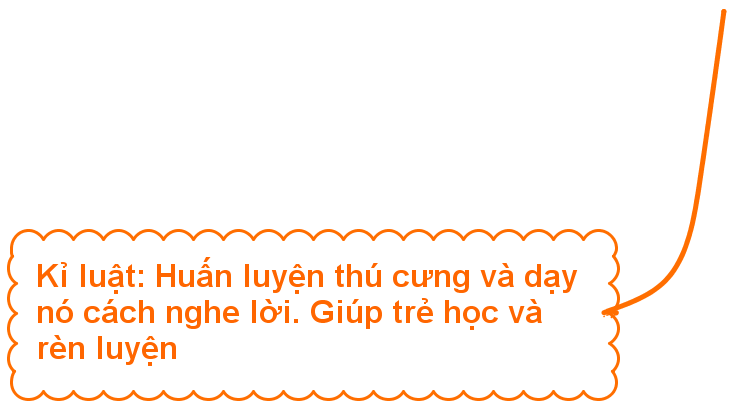 Kỉ luật: Huấn luyện thú cưng và dạy
nó cách nghe lời. Giúp trẻ học và
rèn luyện